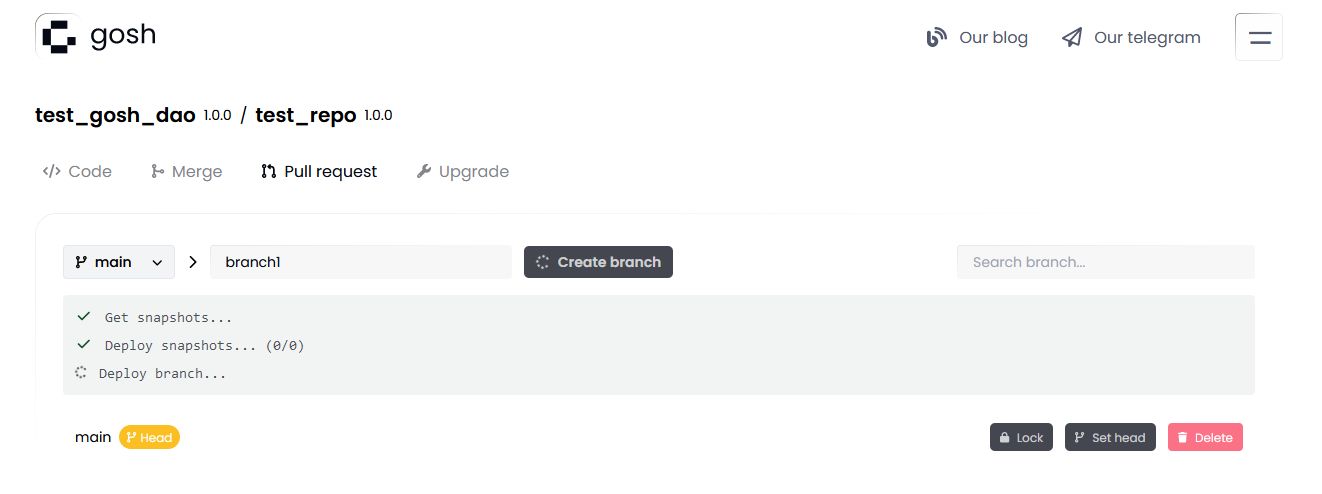 gosh
Our blog
Our telegram
test_gosh_dao 1.0.0 / test_repo 1.0.0
Code
Merge
Pull request
Upgrade
main
branch1
Create branch
Search branch...
Get snapshots...
Deploy snapshots... (0/0)
Deploy branch...
main
Head
Lock
Set head
Delete